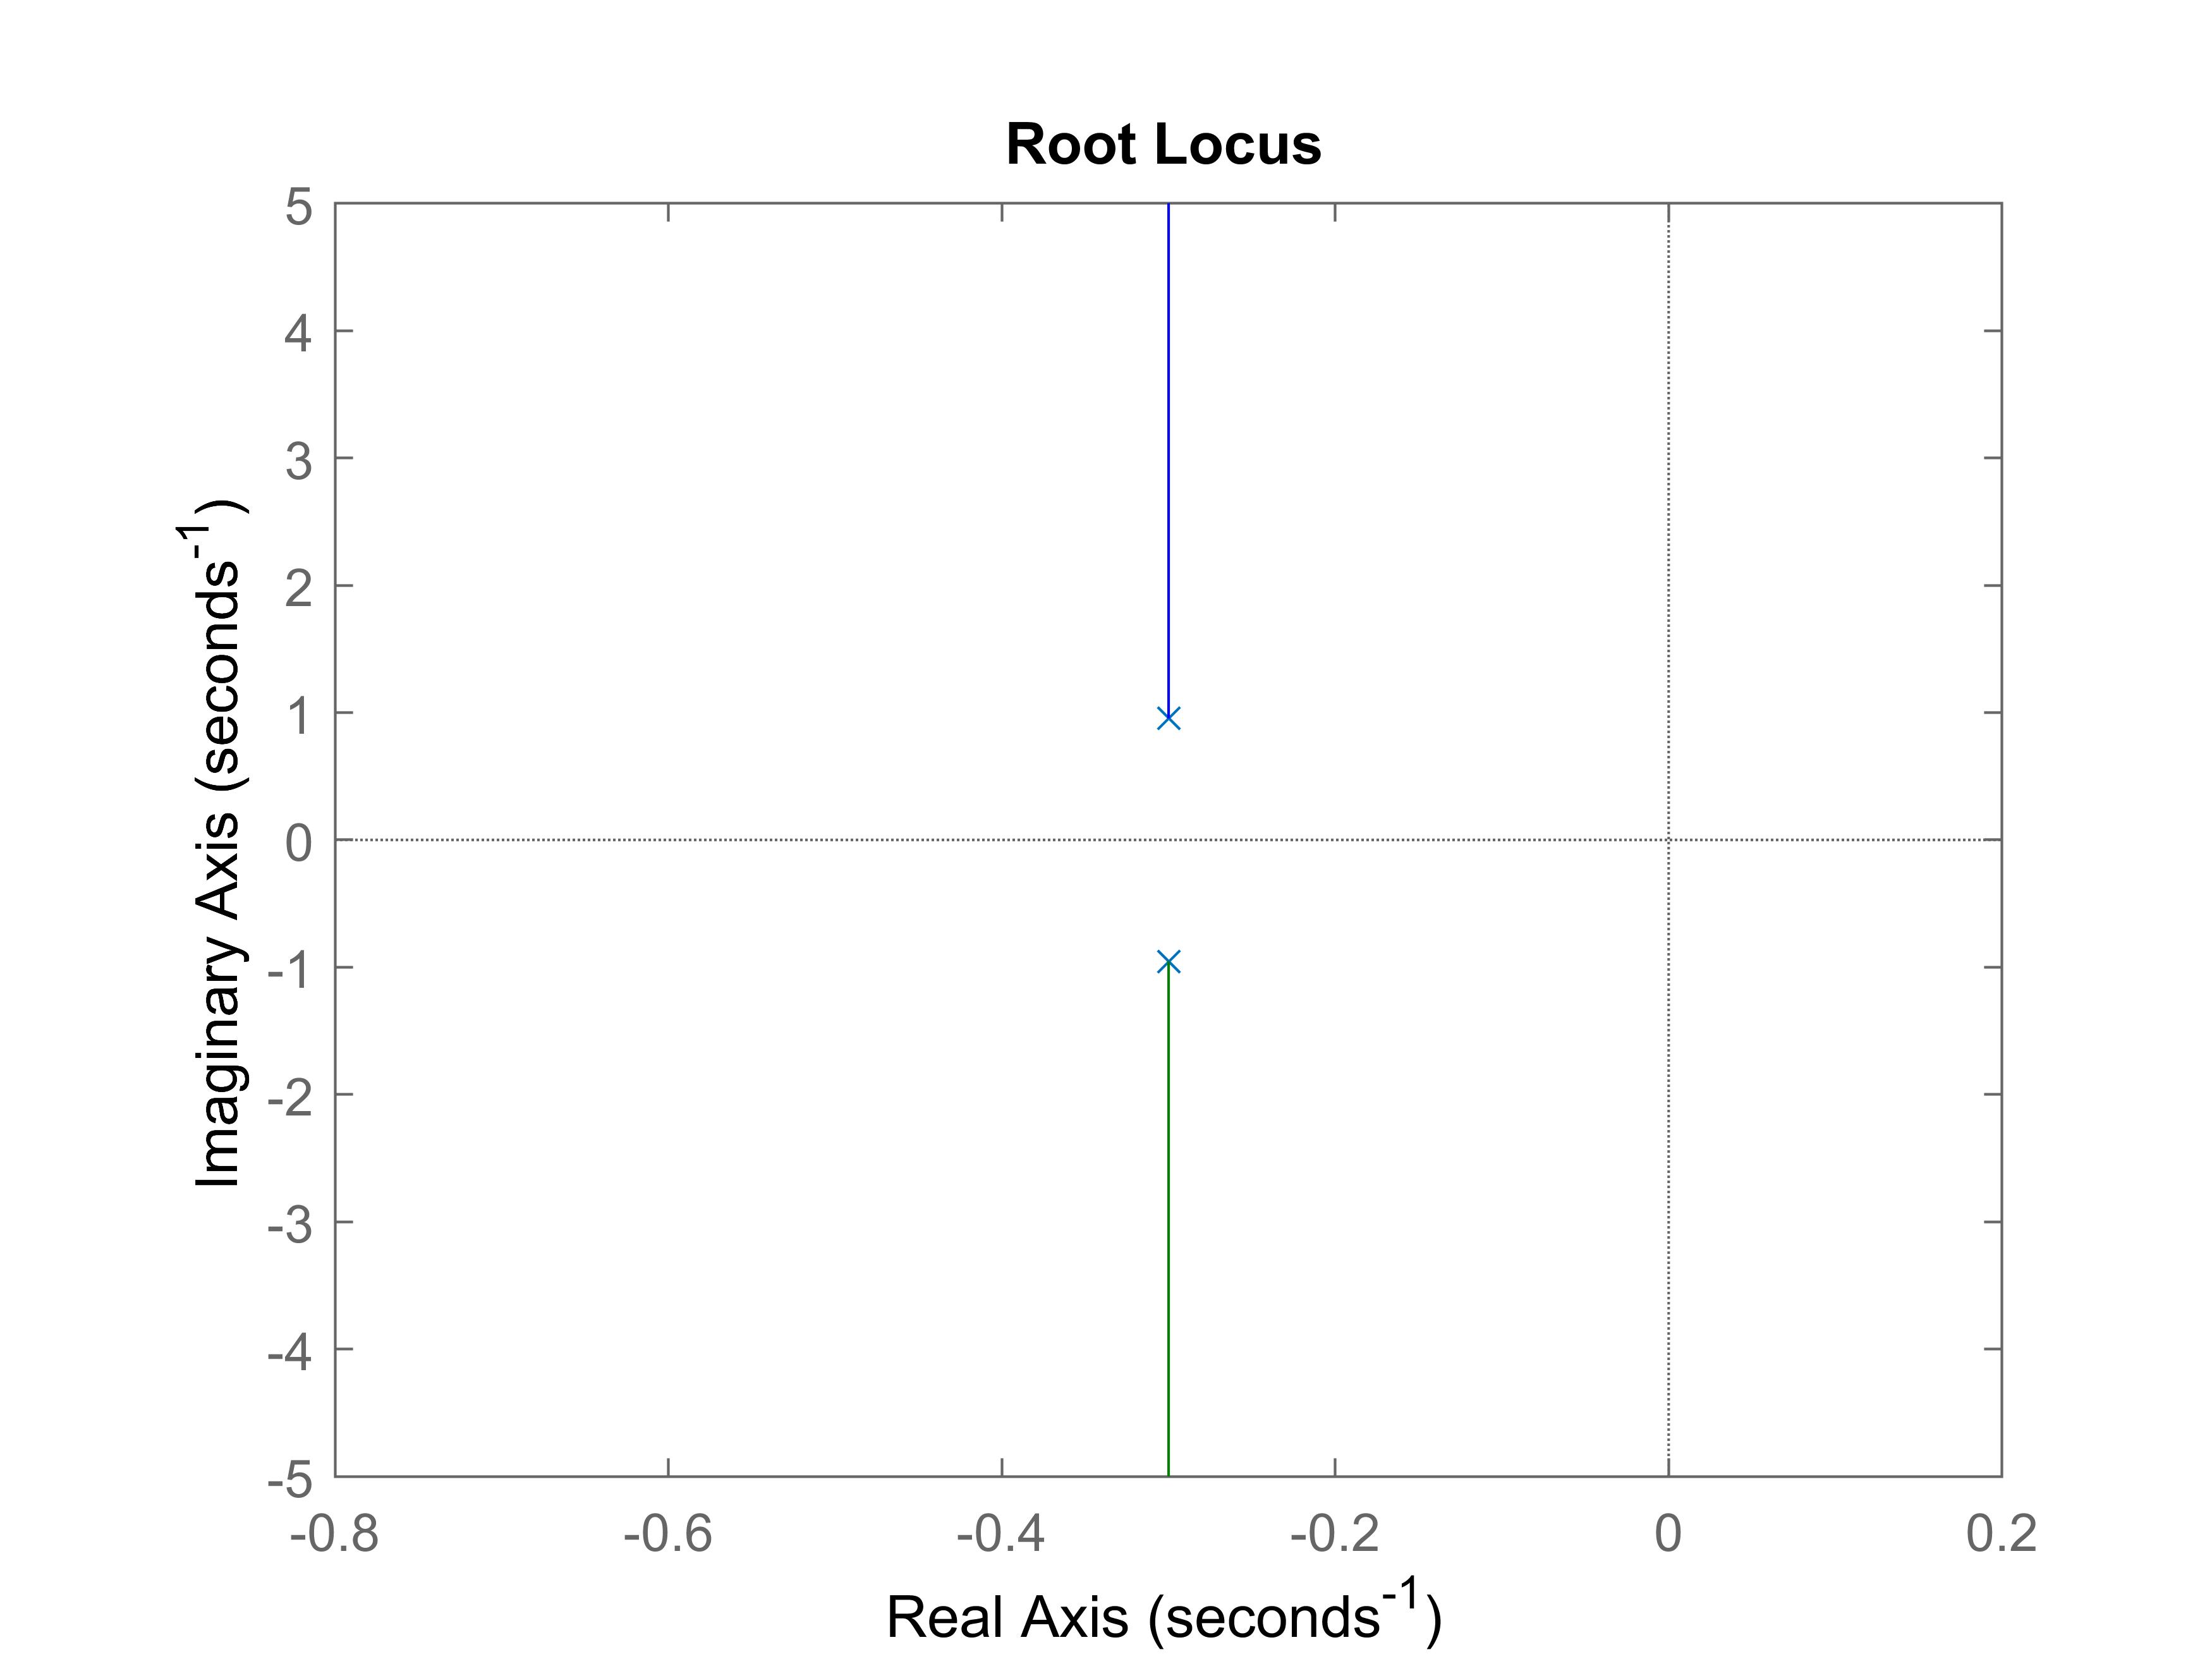 Root Locus
5
4
3
2
1
0
-1
-2
-3
-4
-5
Imaginary Axis (seconds⁻¹)
-0.8 -0.6 -0.4 -0.2 0 0.2
Real Axis (seconds⁻¹)